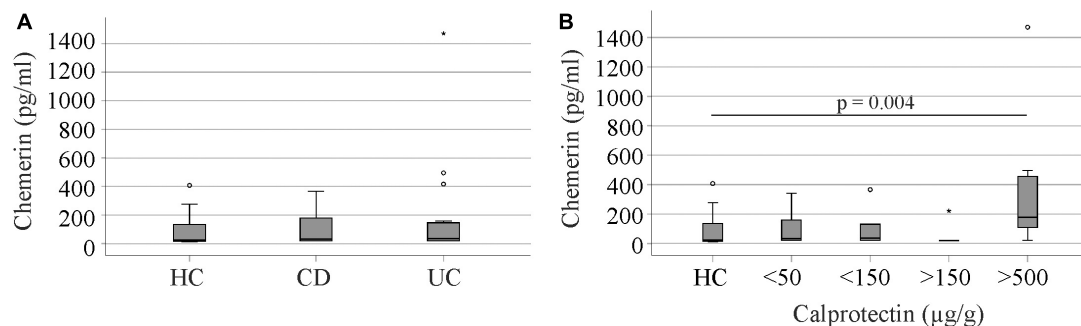 A
Chemerin (pg/ml)
1400
1200
1000
800
600
400
200
0
HC CD UC
B
Chemerin (pg/ml)
1400
1200
1000
800
600
400
200
0
p = 0.004
HC <50 <150 >150 >500
Calprotectin (µg/g)